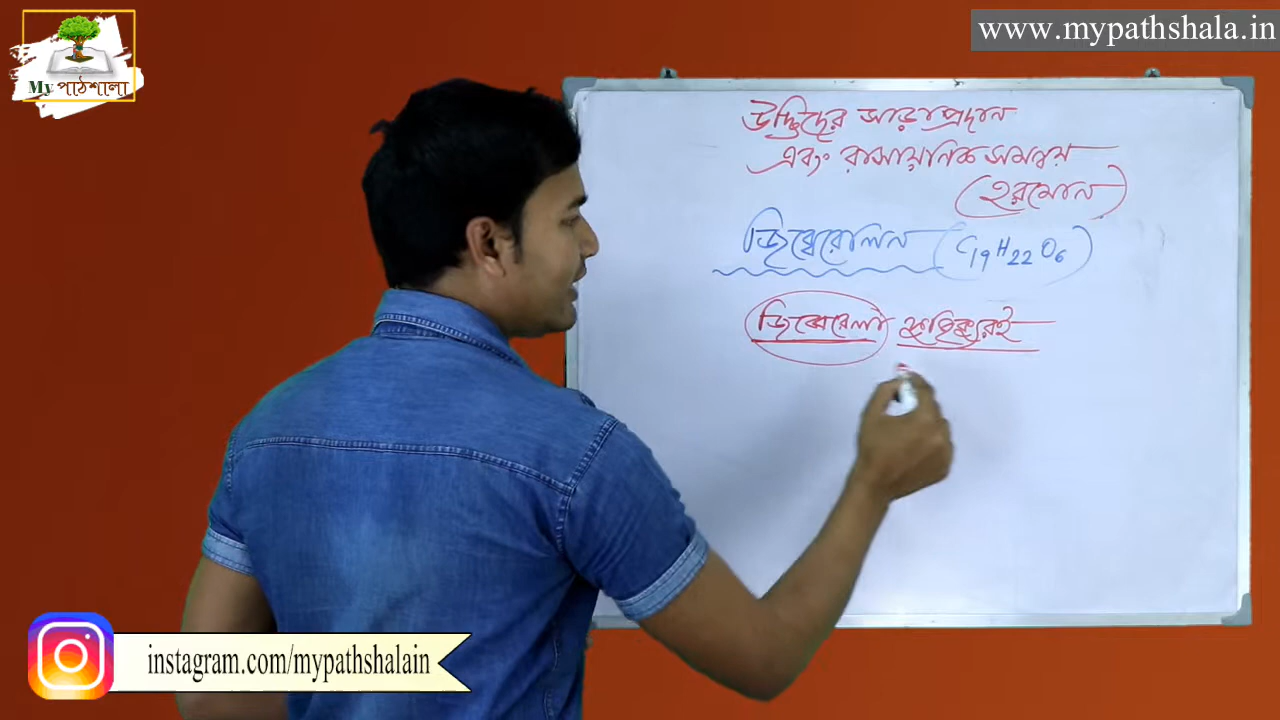 My পাঠশালা
www.mypathshala.in
উদ্ভিদের সাড়াপ্রদান
এবং রাসায়নিক সমন্বয়
(হরমোন)
জিব্বেরেলিন (C19H22O6)
জিব্বেরেলা
instagram.com/mypathshalain